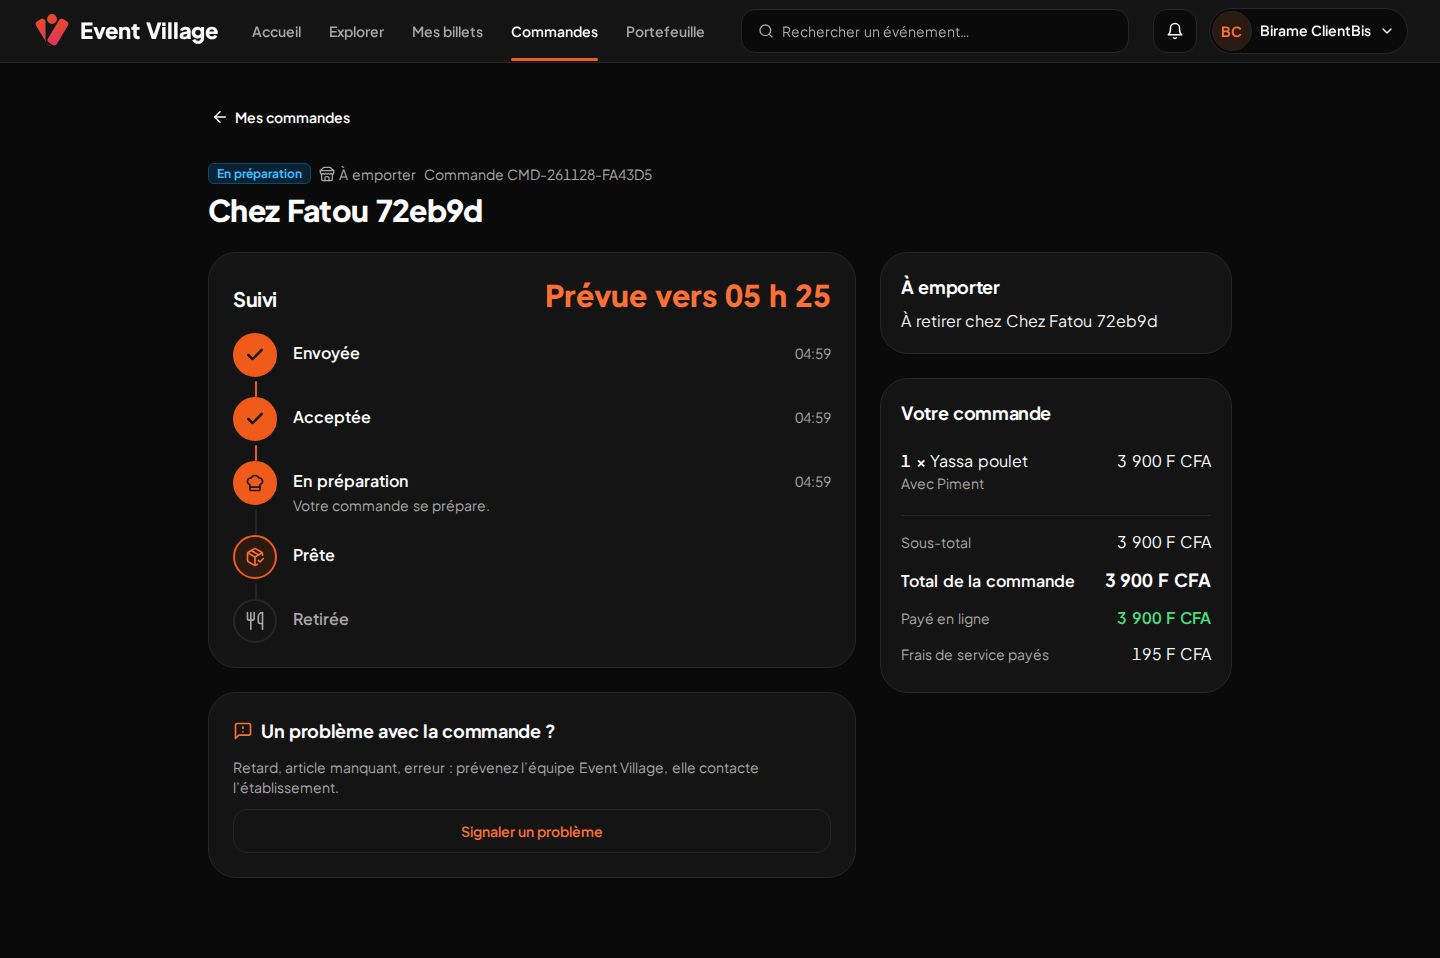 Event Village
Accueil
Explorer
Mes billets
Commandes
Portefeuille
Rechercher un événement...
BC
Birame ClientBis
Mes commandes
En préparation
À emporter
Commande CMD-261128-FA43D5
Chez Fatou 72eb9d
Suivi
Prévue vers 05 h 25
Envoyée
04:59
Acceptée
04:59
En préparation
04:59
Votre commande se prépare.
Prête
Retirée
Un problème avec la commande ?
Retard, article manquant, erreur : prévenez l’équipe Event Village, elle contacte
l’établissement.
Signaler un problème
À emporter
À retirer chez Chez Fatou 72eb9d
Votre commande
1 × Yassa poulet
3 900 F CFA
Avec Piment
Sous-total
3 900 F CFA
Total de la commande
3 900 F CFA
Payé en ligne
3 900 F CFA
Frais de service payés
195 F CFA